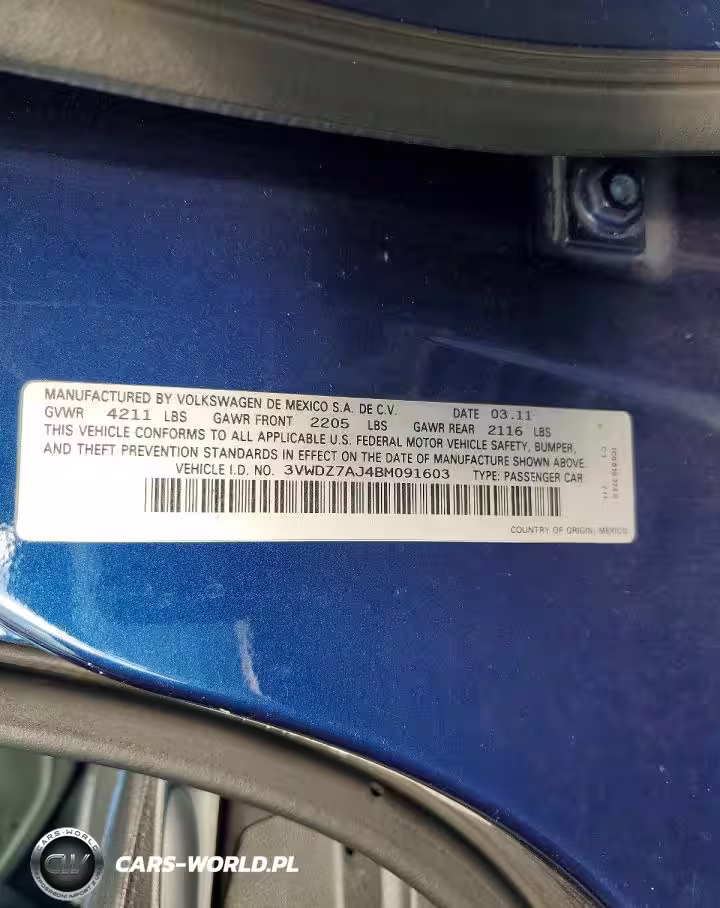 MANUFACTURED BY VOLKSWAGEN DE MEXICO S.A. DE C.V. DATE 03.11
GVWR 4211 LBS GAWR FRONT 2205 LBS GAWR REAR 2116 LBS
THIS VEHICLE CONFORMS TO ALL APPLICABLE U.S. FEDERAL MOTOR VEHICLE SAFETY, BUMPER,
AND THEFT PREVENTION STANDARDS IN EFFECT ON THE DATE OF MANUFACTURE SHOWN ABOVE.
VEHICLE I.D. NO. 3VWDZ7AJ4BM091603 TYPE: PASSENGER CAR
COUNTRY OF ORIGIN: MEXICO
CARS-WORLD
CW
CARS-WORLD.PL